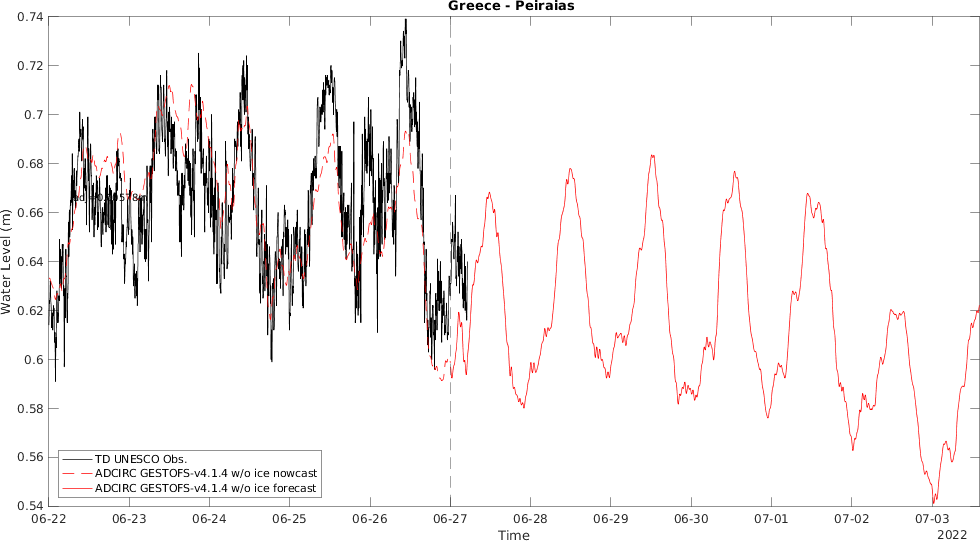 Greece - Peiraias
0.74
0.72
0.7
0.68
0.66
0.64
0.62
0.6
0.58
0.56
0.54
Water Level (m)
TD UNESCO Obs.
ADCIRC GESTOFS-v4.1.4 w/o ice nowcast
ADCIRC GESTOFS-v4.1.4 w/o ice forecast
06-22 06-23 06-24 06-25 06-26 06-27 06-28 06-29 06-30 07-01 07-02 07-03
Time
2022